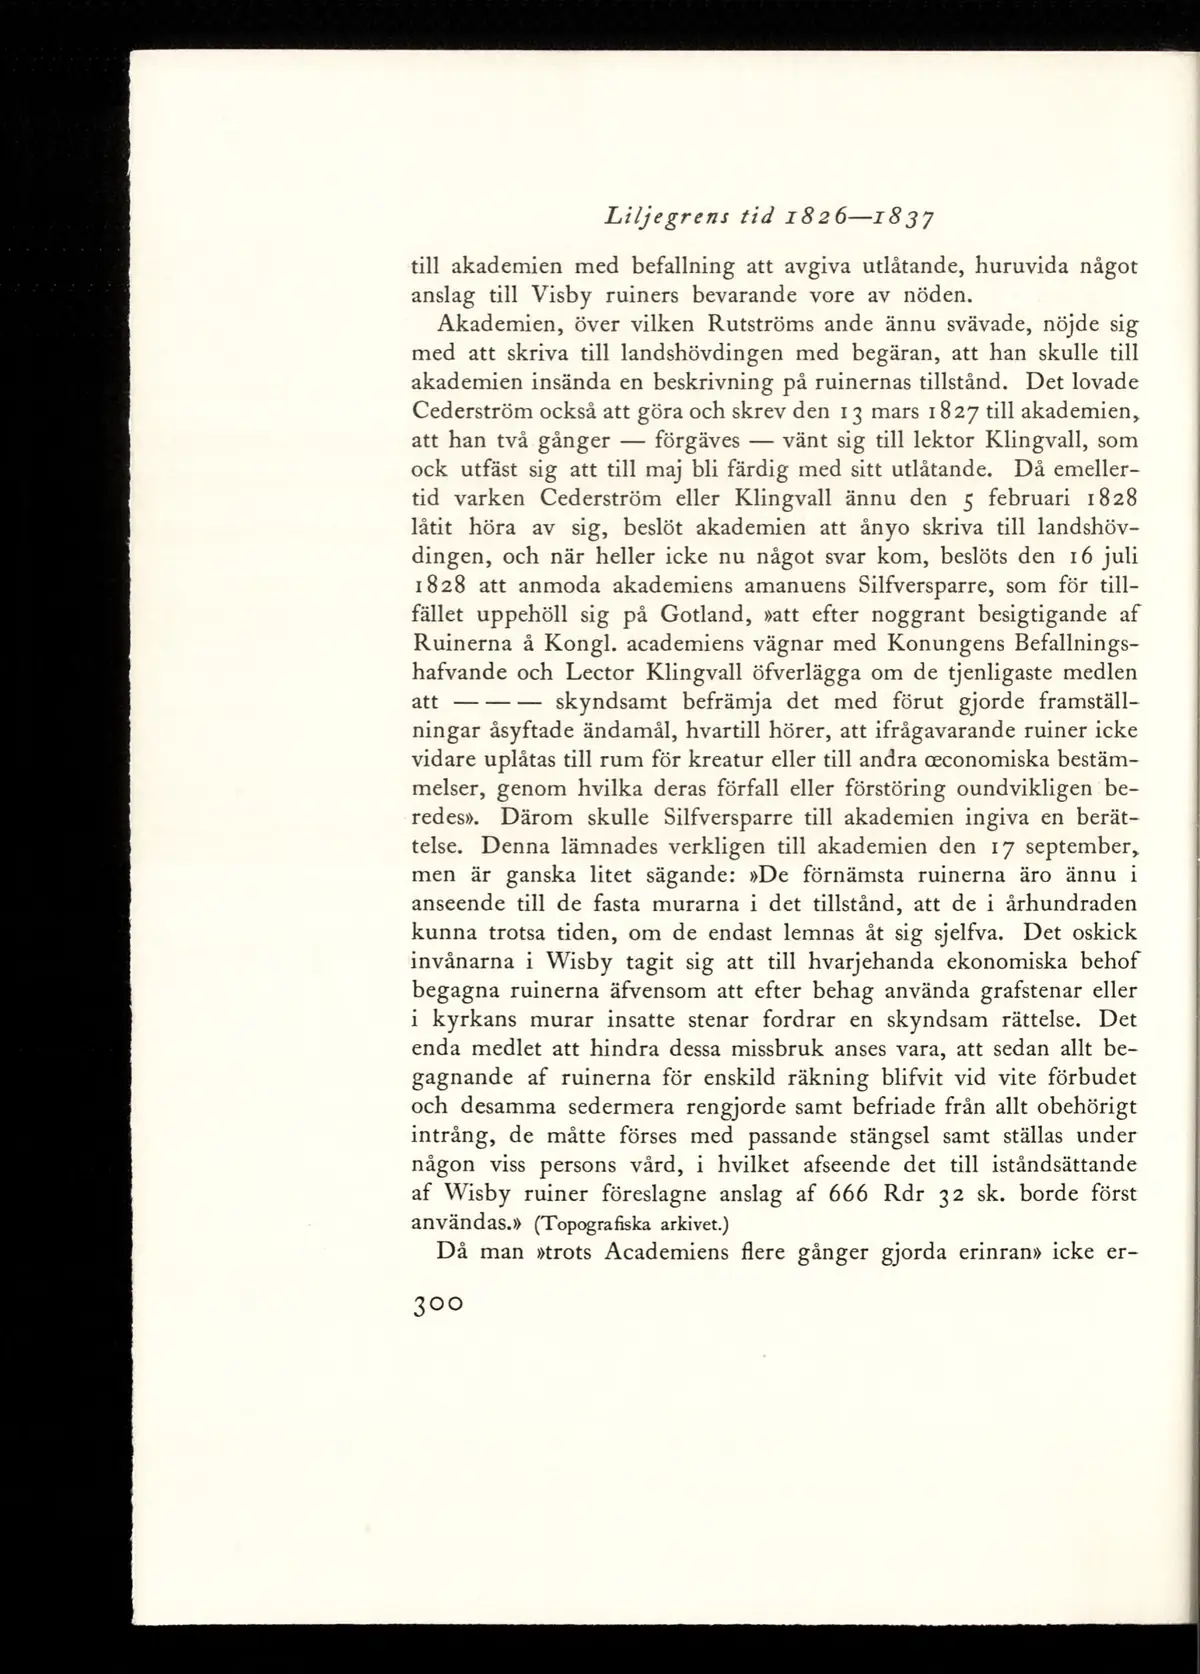 Liljegrens tid 1826—1837
till akademien med befallning att avgiva utlåtande, huruvida något
anslag till Visby ruiners bevarande vore av nöden.
Akademien, över vilken Rutströms ande ännu svävade, nöjde sig
med att skriva till landshövdingen med begäran, att han skulle till
akademien insända en beskrivning på ruinernas tillstånd. Det lovade
Cederström också att göra och skrev den 13 mars 1827 till akademien,
att han två gånger — förgäves — vänt sig till lektor Klingvall, som
ock utfäst sig att till maj bli färdig med sitt utlåtande. Då emeller-
tid varken Cederström eller Klingvall ännu den 5 februari 1828
låtit höra av sig, beslöt akademien att ånyo skriva till landshöv-
dingen, och när heller icke nu något svar kom, beslöts den 16 juli
1828 att anmoda akademiens amanuens Silfversparre, som för till-
fället uppehöll sig på Gotland, »att efter noggrant besigtigande af
Ruinerna å Kongl. academiens vägnar med Konungens Befallnings-
hafvande och Lector Klingvall öfverlägga om de tjenligaste medlen
att — — — skyndsamt befrämja det med förut gjorde framställ-
ningar åsyftade ändamål, hvartill hörer, att ifrågavarande ruiner icke
vidare uplåtas till rum för kreatur eller till andra œconomiska bestäm-
melser, genom hvilka deras förfall eller förstöring oundvikligen be-
redes». Därom skulle Silfversparre till akademien ingiva en berät-
telse. Denna lämnades verkligen till akademien den 17 september,
men är ganska litet sägande: »De förnämsta ruinerna äro ännu i
anseende till de fasta murarna i det tillstånd, att de i århundraden
kunna trotsa tiden, om de endast lemnas åt sig sjelfva. Det oskick
invånarna i Wisby tagit sig att till hvarjehanda ekonomiska behof
begagna ruinerna äfvensom att efter behag använda grafstenar eller
i kyrkans murar insatte stenar fordrar en skyndsam rättelse. Det
enda medlet att hindra dessa missbruk anses vara, att sedan allt be-
gagnande af ruinerna för enskild räkning blifvit vid vite förbudet
och desamma sedermera rengjorde samt befriade från allt obehörigt
intrång, de måtte förses med passande stängsel samt ställas under
någon viss persons vård, i hvilket afseende det till iståndsättande
af Wisby ruiner föreslagne anslag af 666 Rdr 32 sk. borde först
användas.» (Topografiska arkivet.)
Då man »trots Academiens flere gånger gjorda erinran» icke er-
300